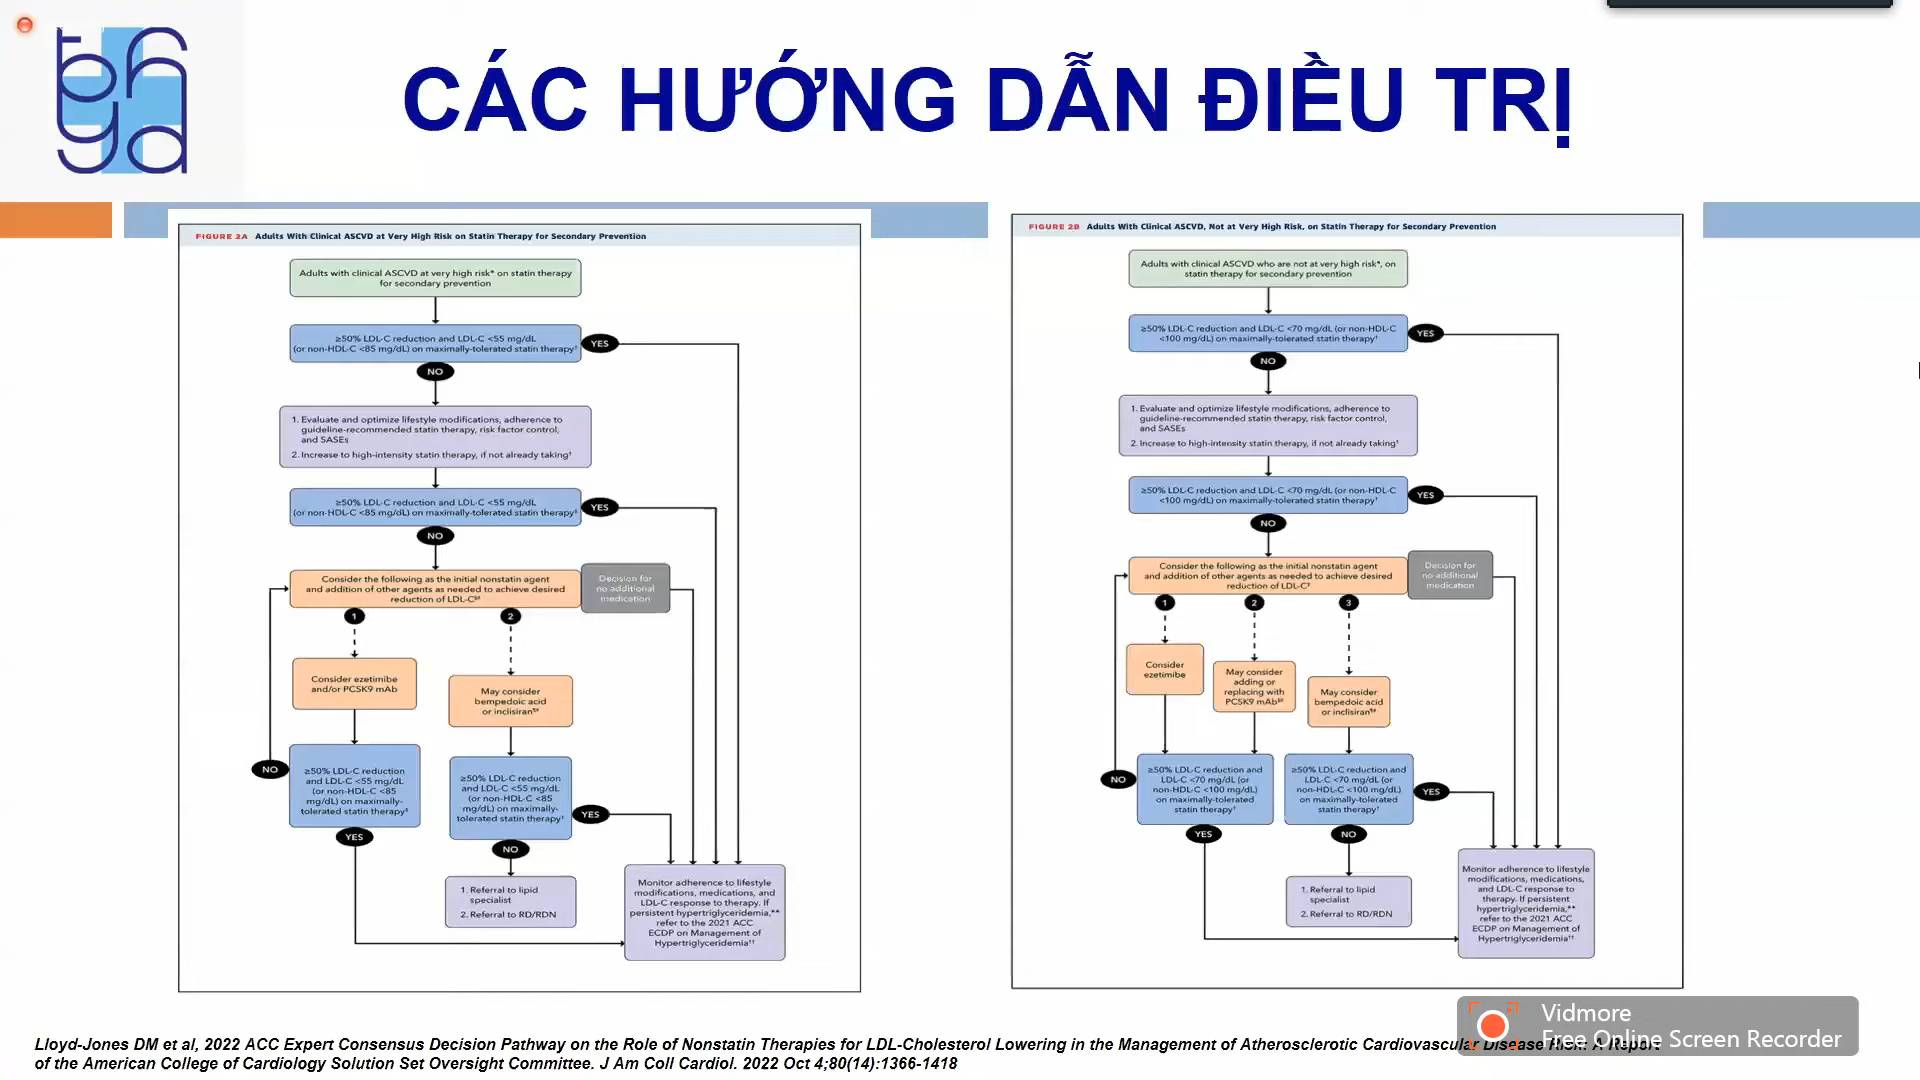 CÁC HƯỚNG DẪN ĐIỀU TRỊ
FIGURE 2A Adults With Clinical ASCVD at Very High Risk on Statin Therapy for Secondary Prevention
Adults with clinical ASCVD at very high risk* on statin therapy
for secondary prevention
≥50% LDL-C reduction and LDL-C <55 mg/dL
(or non-HDL-C <85 mg/dL) on maximally-tolerated statin therapy†
YES
NO
1. Evaluate and optimize lifestyle modifications, adherence to
guideline-recommended statin therapy, risk factor control,
and SASEs
2. Increase to high-intensity statin therapy, if not already taking†
≥50% LDL-C reduction and LDL-C <55 mg/dL
(or non-HDL-C <85 mg/dL) on maximally-tolerated statin therapy
YES
NO
Consider the following as the initial nonstatin agent
and addition of other agents as needed to achieve desired
reduction of LDL-C
Decision for
no additional
medication
1
2
Consider ezetimibe
and/or PCSK9 mAb
May consider
bempedoic acid
or inclisiran
NO
≥50% LDL-C reduction
and LDL-C <55 mg/dL
(or non-HDL-C <85
mg/dL) on maximally-
tolerated statin therapy
YES
≥50% LDL-C reduction
and LDL-C <55 mg/dL
(or non-HDL-C <85
mg/dL) on maximally-
tolerated statin therapy
YES
NO
1. Referral to lipid
specialist
2. Referral to RD/RDN
Monitor adherence to lifestyle
modifications, medications, and
LDL-C response to therapy. If
persistent hypertriglyceridemia,**
refer to the 2021 ACC
ECDP on Management of
Hypertriglyceridemia††
FIGURE 2B Adults With Clinical ASCVD, Not at Very High Risk, on Statin Therapy for Secondary Prevention
Adults with clinical ASCVD who are not at very high risk*, on
statin therapy for secondary prevention
≥50% LDL-C reduction and LDL-C <70 mg/dL (or non-HDL-C
<100 mg/dL) on maximally-tolerated statin therapy†
YES
NO
1. Evaluate and optimize lifestyle modifications, adherence to
guideline-recommended statin therapy, risk factor control,
and SASEs
2. Increase to high-intensity statin therapy, if not already taking†
≥50% LDL-C reduction and LDL-C <70 mg/dL (or non-HDL-C
<100 mg/dL) on maximally-tolerated statin therapy†
YES
NO
Consider the following as the initial nonstatin agent
and addition of other agents as needed to achieve desired
reduction of LDL-C
Decision for
no additional
medication
1
2
3
Consider
ezetimibe
May consider
adding or
replacing with
PCSK9 mAb
May consider
bempedoic acid
or inclisiran
NO
≥50% LDL-C reduction and
LDL-C <70 mg/dL (or
non-HDL-C <100 mg/dL)
on maximally-tolerated
statin therapy†
YES
≥50% LDL-C reduction and
LDL-C <70 mg/dL (or
non-HDL-C <100 mg/dL)
on maximally-tolerated
statin therapy†
YES
NO
1. Referral to lipid
specialist
2. Referral to RD/RDN
Monitor adherence to lifestyle
modifications, medications,
and LDL-C response to
therapy. If persistent
hypertriglyceridemia,**
refer to the 2021 ACC
ECDP on Management of
Hypertriglyceridemia††
Vidmore
Free Online Screen Recorder
Lloyd-Jones DM et al, 2022 ACC Expert Consensus Decision Pathway on the Role of Nonstatin Therapies for LDL-Cholesterol Lowering in the Management of Atherosclerotic Cardiovascular Disease Risk: A Report
of the American College of Cardiology Solution Set Oversight Committee. J Am Coll Cardiol. 2022 Oct 4;80(14):1366-1418